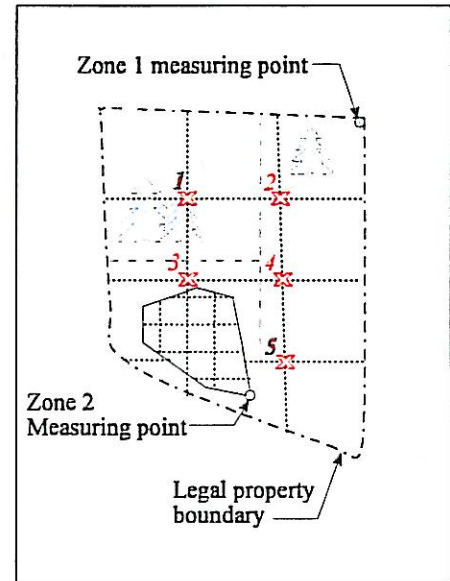 Zone 1 measuring point
1
2
3
4
5
Zone 2
Measuring point
Legal property
boundary